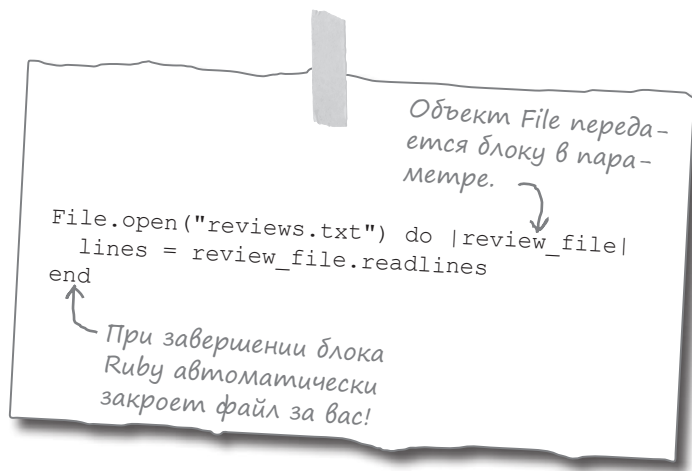 Объект File переда-
ется блоку в пара-
метре.
File.open("reviews.txt") do |review_file|
  lines = review_file.readlines
end
При завершении блока
Ruby автоматически
закроет файл за вас!